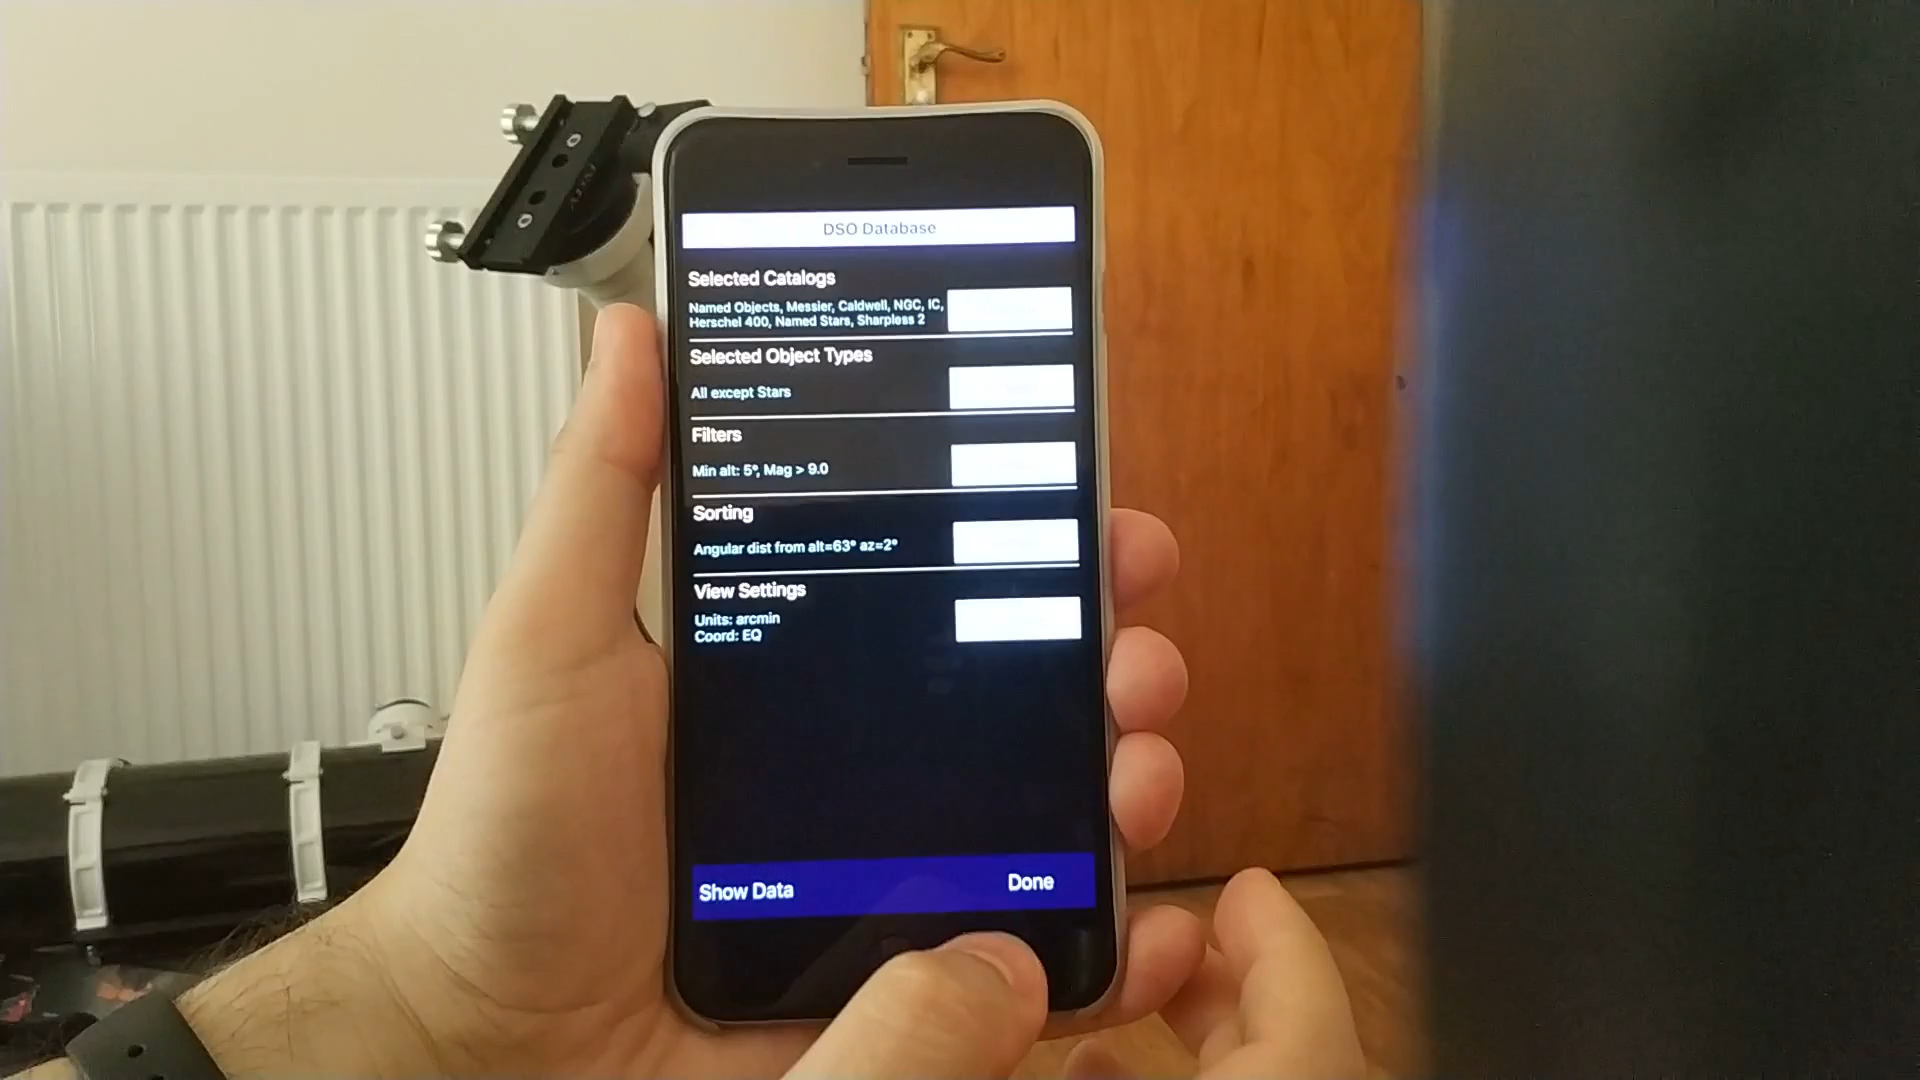 DSO Database
Selected Catalogs
Named Objects, Messier, Caldwell, NGC, IC,
Herschel 400, Named Stars, Sharpless 2
Selected Object Types
All except Stars
Filters
Min alt: 5°, Mag > 9.0
Sorting
Angular dist from alt=63° az=2°
View Settings
Units: arcmin
Coord: EQ
Show Data
Done